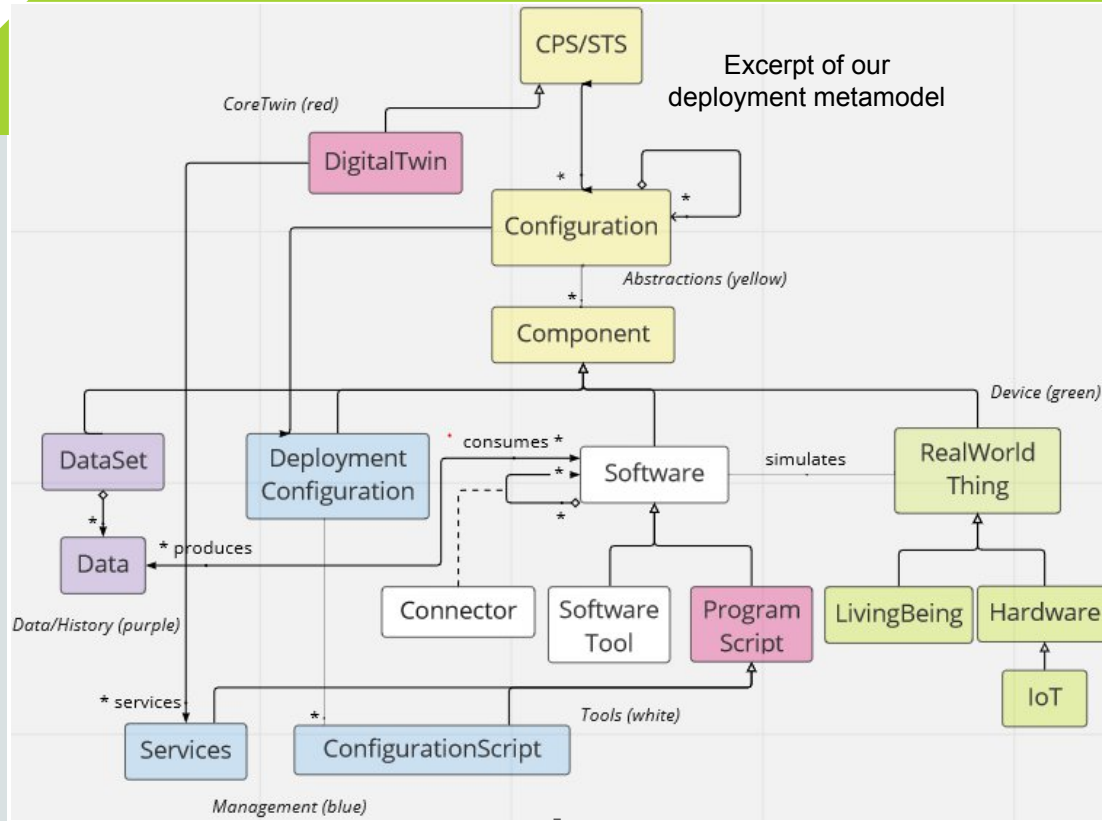 CPS/STS
Excerpt of our
deployment metamodel
CoreTwin (red)
DigitalTwin
*
*
Configuration
Abstractions (yellow)
*
Component
Device (green)
DataSet
Deployment
Configuration
* consumes *
*
*
Software
simulates
RealWorld
Thing
*
Data
* produces
Connector
Software
Tool
Program
Script
LivingBeing
Hardware
IoT
Data/History (purple)
* services
*
Tools (white)
Services
ConfigurationScript
Management (blue)